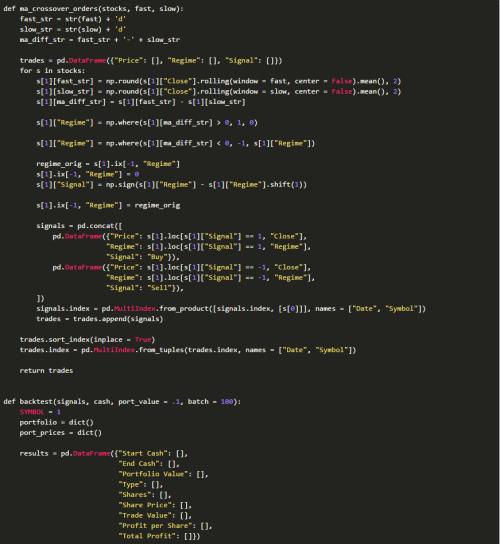 def ma_crossover_orders(stocks, fast, slow):
    fast_str = str(fast) + 'd'
    slow_str = str(slow) + 'd'
    ma_diff_str = fast_str + '-' + slow_str

    trades = pd.DataFrame({"Price": [], "Regime": [], "Signal": []})
    for s in stocks:
        s[1][fast_str] = np.round(s[1]["Close"].rolling(window = fast, center = False).mean(), 2)
        s[1][slow_str] = np.round(s[1]["Close"].rolling(window = slow, center = False).mean(), 2)
        s[1][ma_diff_str] = s[1][fast_str] - s[1][slow_str]

        s[1]["Regime"] = np.where(s[1][ma_diff_str] > 0, 1, 0)

        s[1]["Regime"] = np.where(s[1][ma_diff_str] < 0, -1, s[1]["Regime"])

        regime_orig = s[1].ix[-1, "Regime"]
        s[1].ix[-1, "Regime"] = 0
        s[1]["Signal"] = np.sign(s[1]["Regime"] - s[1]["Regime"].shift(1))

        s[1].ix[-1, "Regime"] = regime_orig

        signals = pd.concat([
            pd.DataFrame({"Price": s[1].loc[s[1]["Signal"] == 1, "Close"],
                         "Regime": s[1].loc[s[1]["Signal"] == 1, "Regime"],
                         "Signal": "Buy"}),
            pd.DataFrame({"Price": s[1].loc[s[1]["Signal"] == -1, "Close"],
                         "Regime": s[1].loc[s[1]["Signal"] == -1, "Regime"],
                         "Signal": "Sell"}),
        ])
        signals.index = pd.MultiIndex.from_product([signals.index, [s[0]]], names = ["Date", "Symbol"])
        trades = trades.append(signals)

    trades.sort_index(inplace = True)
    trades.index = pd.MultiIndex.from_tuples(trades.index, names = ["Date", "Symbol"])

    return trades


def backtest(signals, cash, port_value = .1, batch = 100):
    SYMBOL = 1
    portfolio = dict()
    port_prices = dict()

    results = pd.DataFrame({"Start Cash": [],
                            "End Cash": [],
                            "Portfolio Value": [],
                            "Type": [],
                            "Shares": [],
                            "Share Price": [],
                            "Trade Value": [],
                            "Profit per Share": [],
                            "Total Profit": []})